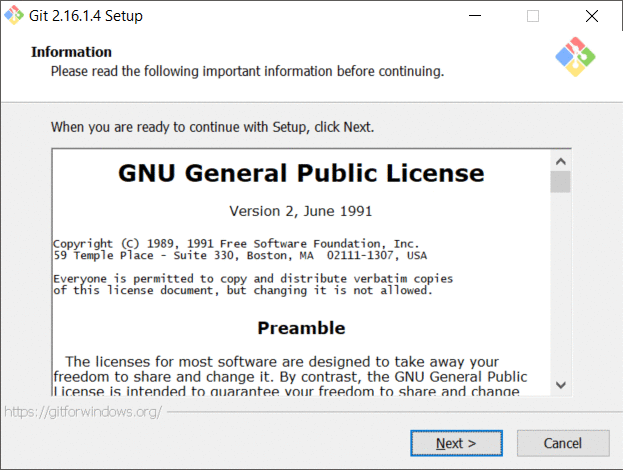 Git 2.16.1.4 Setup
Information
Please read the following important information before continuing.
When you are ready to continue with Setup, click Next.
GNU General Public License
Version 2, June 1991
Copyright (C) 1989, 1991 Free Software Foundation, Inc.
59 Temple Place - Suite 330, Boston, MA  02111-1307, USA
Everyone is permitted to copy and distribute verbatim copies
of this license document, but changing it is not allowed.
Preamble
The licenses for most software are designed to take away your
freedom to share and change it. By contrast, the GNU General Public
License is intended to guarantee your freedom to share and change
https://gitforwindows.org/
Next >
Cancel